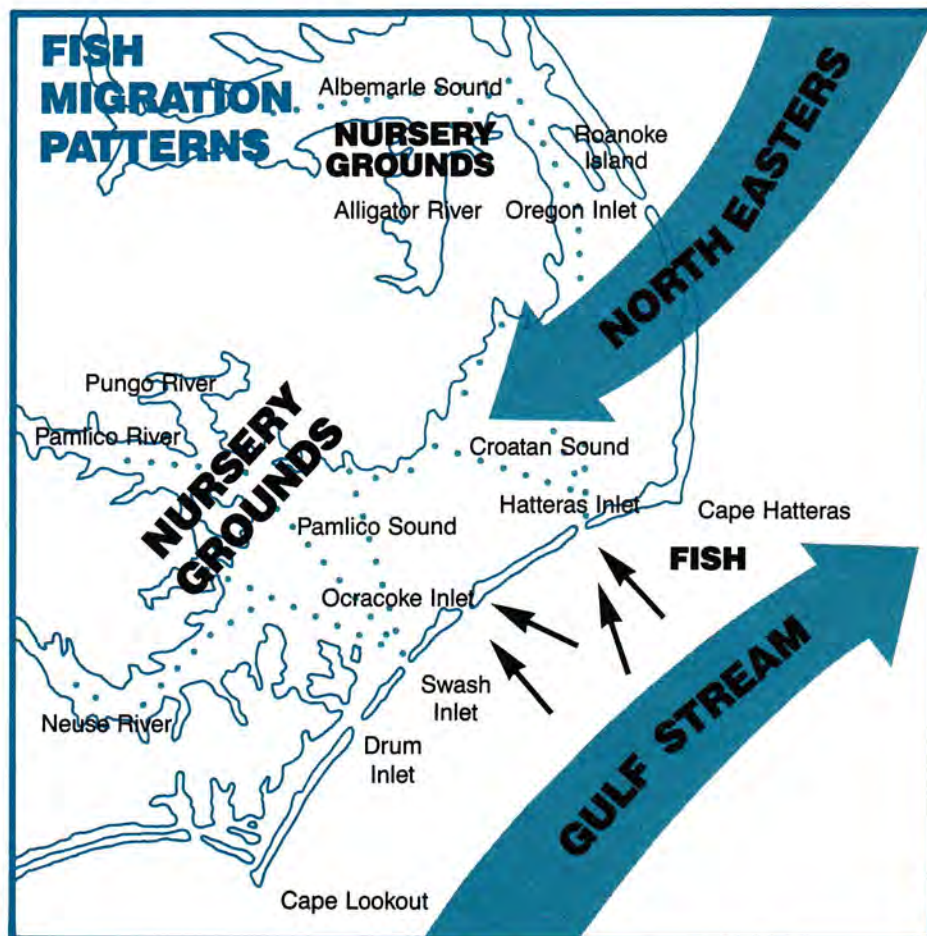 FISH
MIGRATION
PATTERNS
Albemarle Sound
NURSERY
GROUNDS
Roanoke
Island
Alligator River
Oregon Inlet
NORTH EASTERS
Pungo River
Pamlico River
NURSERY
GROUNDS
Croatan Sound
Hatteras Inlet
Cape Hatteras
Pamlico Sound
FISH
Ocracoke Inlet
Swash
Inlet
Neuse River
Drum
Inlet
GULF STREAM
Cape Lookout